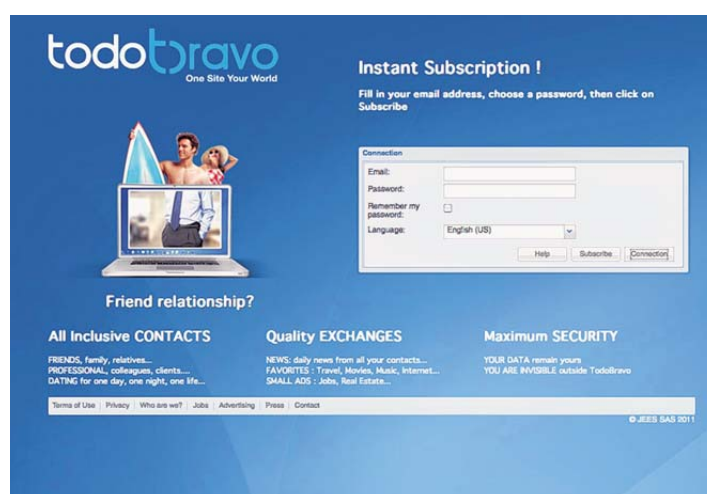 todobravo
One Site Your World
Instant Subscription !
Fill in your email address, choose a password, then click on
Subscribe
Connection
Email:
Password:
Remember my
password:
Language:
English (US)
Help
Subscribe
Connection
Friend relationship?
All Inclusive CONTACTS
FRIENDS, family, relatives...
PROFESSIONAL, colleagues, clients....
DATING for one day, one night, one life...
Quality EXCHANGES
NEWS: daily news from all your contacts...
FAVORITES : Travel, Movies, Music, Internet...
SMALL ADS : Jobs, Real Estate...
Maximum SECURITY
YOUR DATA remain yours
YOU ARE INVISIBLE outside TodoBravo
Terms of Use | Privacy | Who are we? | Jobs | Advertising | Press | Contact
© JEES SAS 2011